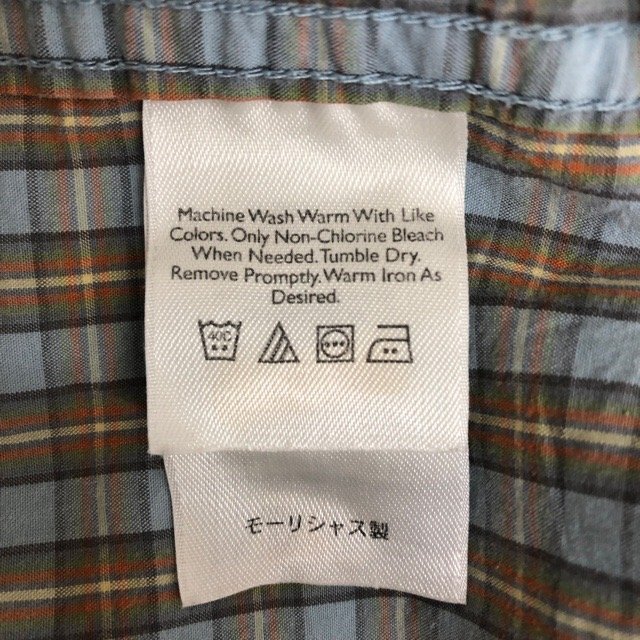 Machine Wash Warm With Like
Colors. Only Non-Chlorine Bleach
When Needed. Tumble Dry.
Remove Promptly. Warm Iron As
Desired.
40C
モーリシャス製